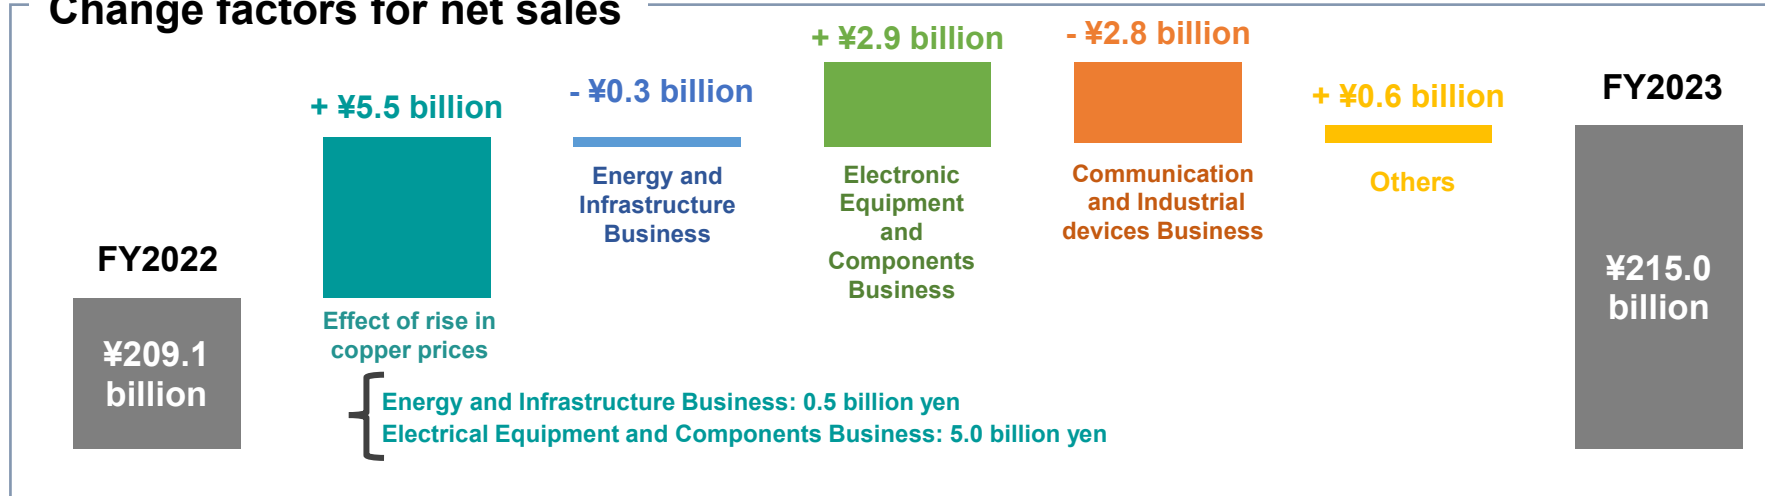 Change factors for net sales
FY2022
¥209.1
billion
+ ¥5.5 billion
Effect of rise in
copper prices
Energy and Infrastructure Business: 0.5 billion yen
Electrical Equipment and Components Business: 5.0 billion yen
- ¥0.3 billion
Energy and
Infrastructure
Business
+ ¥2.9 billion
Electronic
Equipment
and
Components
Business
- ¥2.8 billion
Communication
and Industrial
devices Business
+ ¥0.6 billion
Others
FY2023
¥215.0
billion